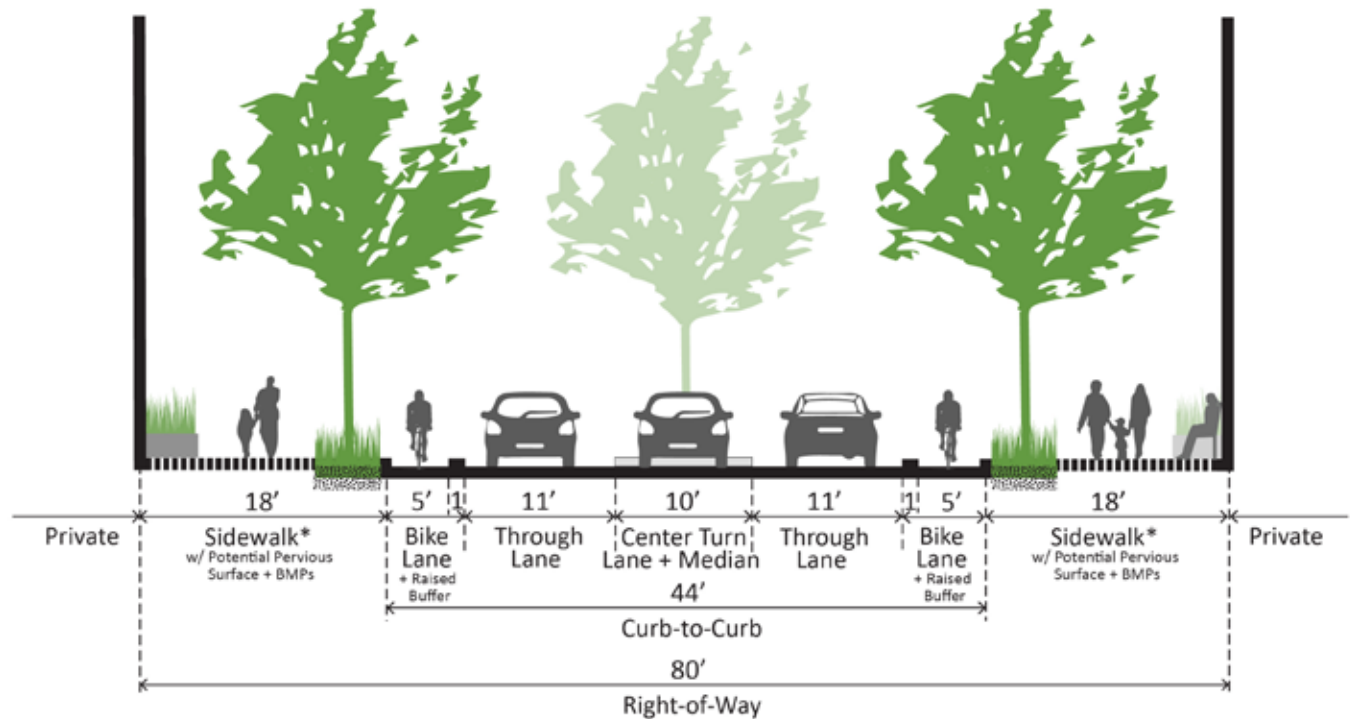 18’ 5’ 1 11’ 10’ 11’ 1 5’ 18’
Private
Sidewalk*
w/ Potential Pervious
Surface + BMPs
Bike
Lane
+ Raised
Buffer
Through
Lane
Center Turn
Lane + Median
Through
Lane
Bike
Lane
+ Raised
Buffer
Sidewalk*
w/ Potential Pervious
Surface + BMPs
Private
44’
Curb-to-Curb
80’
Right-of-Way